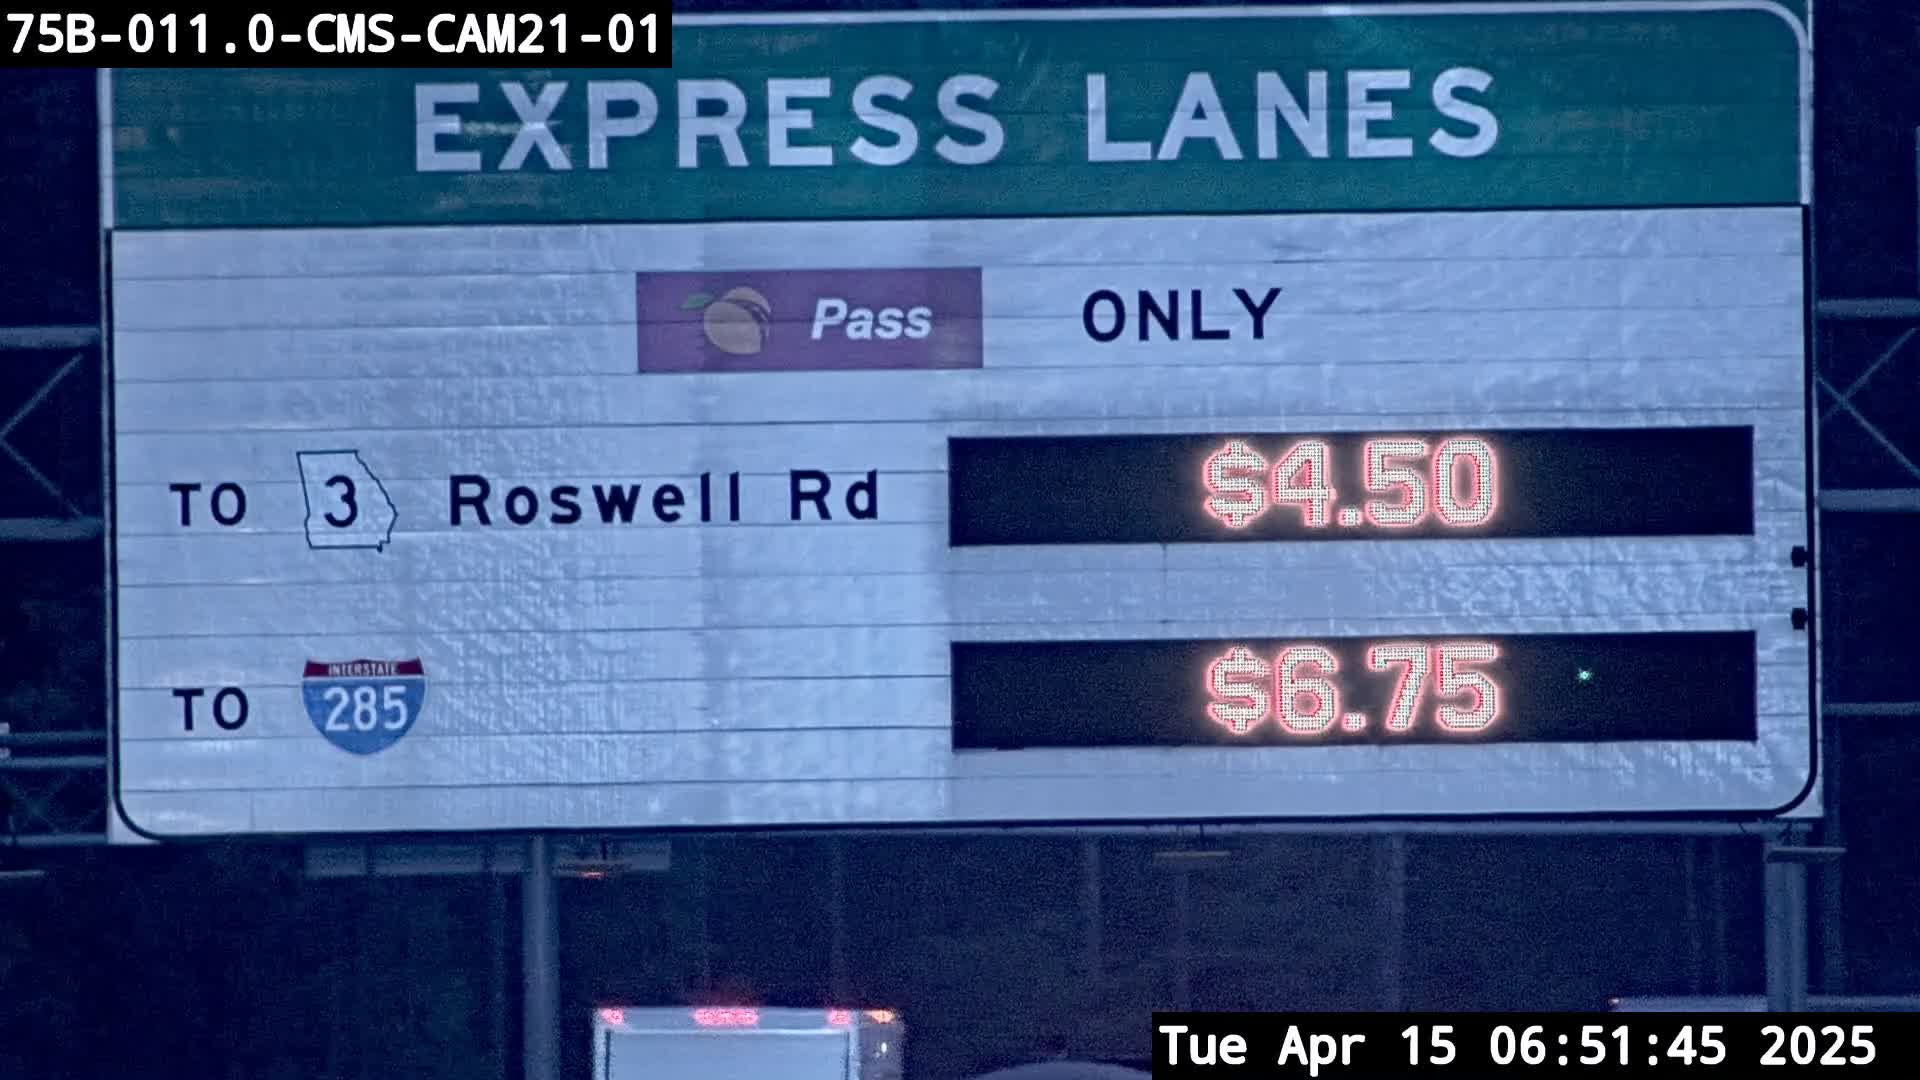 75B-011.0-CMS-CAM21-01
EXPRESS LANES
Pass ONLY
TO 3 Roswell Rd $4.50
TO INTERSTATE 285 $6.75
Tue Apr 15 06:51:45 2025